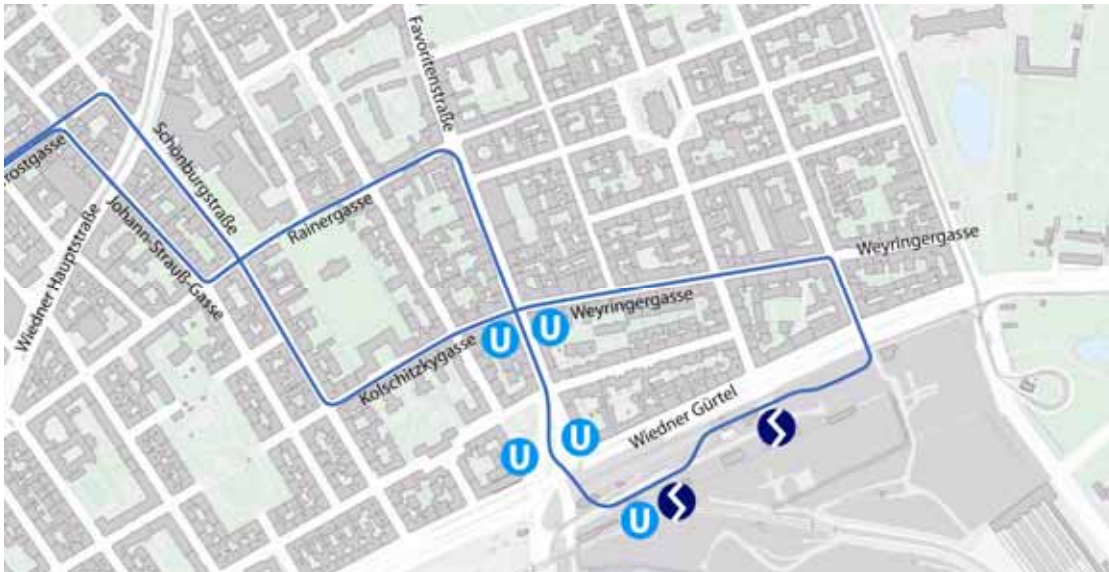 Favoritenstraße
rostgasse
Schönburgstraße
Johann-Strauß-Gasse
Rainergasse
Wiedner Hauptstraße
Weyringergasse
Weyringergasse
Kolschitzkygasse
U
U
Wiedner Gürtel
U
U
U